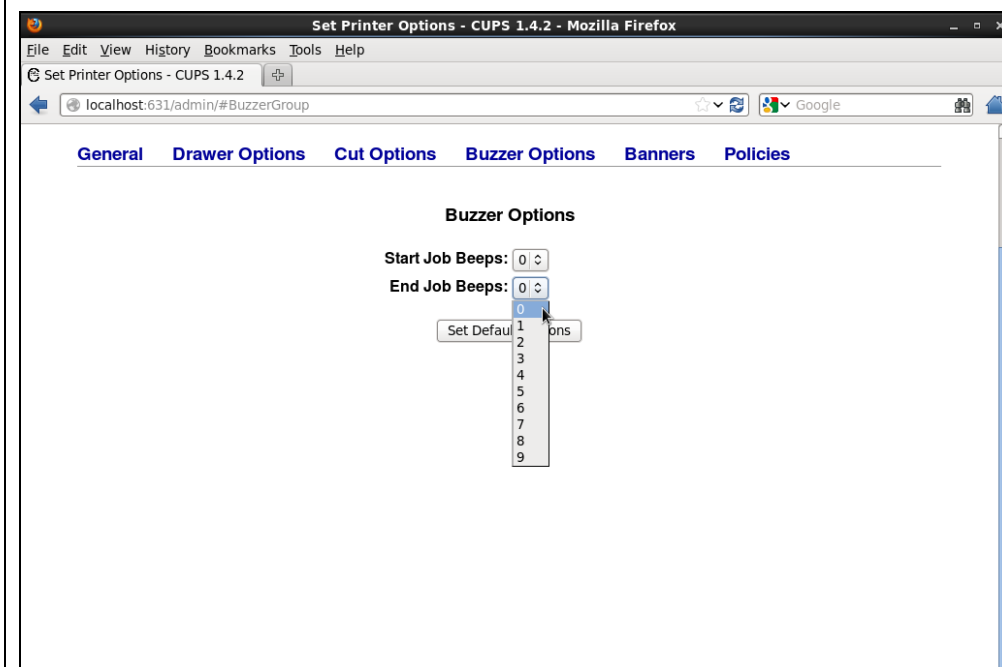 Set Printer Options - CUPS 1.4.2 - Mozilla Firefox
File Edit View History Bookmarks Tools Help
Set Printer Options - CUPS 1.4.2
localhost:631/admin/#BuzzerGroup Google
General Drawer Options Cut Options Buzzer Options Banners Policies
Buzzer Options
Start Job Beeps: 0
End Job Beeps: 0
0
Set Defau ons
1
2
3
4
5
6
7
8
9